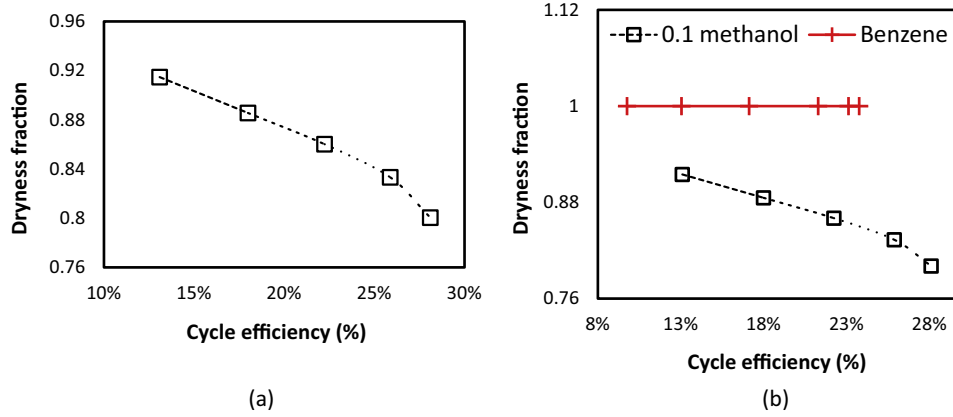 0.96
0.92
0.88
0.84
0.8
0.76
Dryness fraction
10% 15% 20% 25% 30%
Cycle efficiency (%)
(a)
1.12
1
0.88
0.76
Dryness fraction
0.1 methanol Benzene
8% 13% 18% 23% 28%
Cycle efficiency (%)
(b)